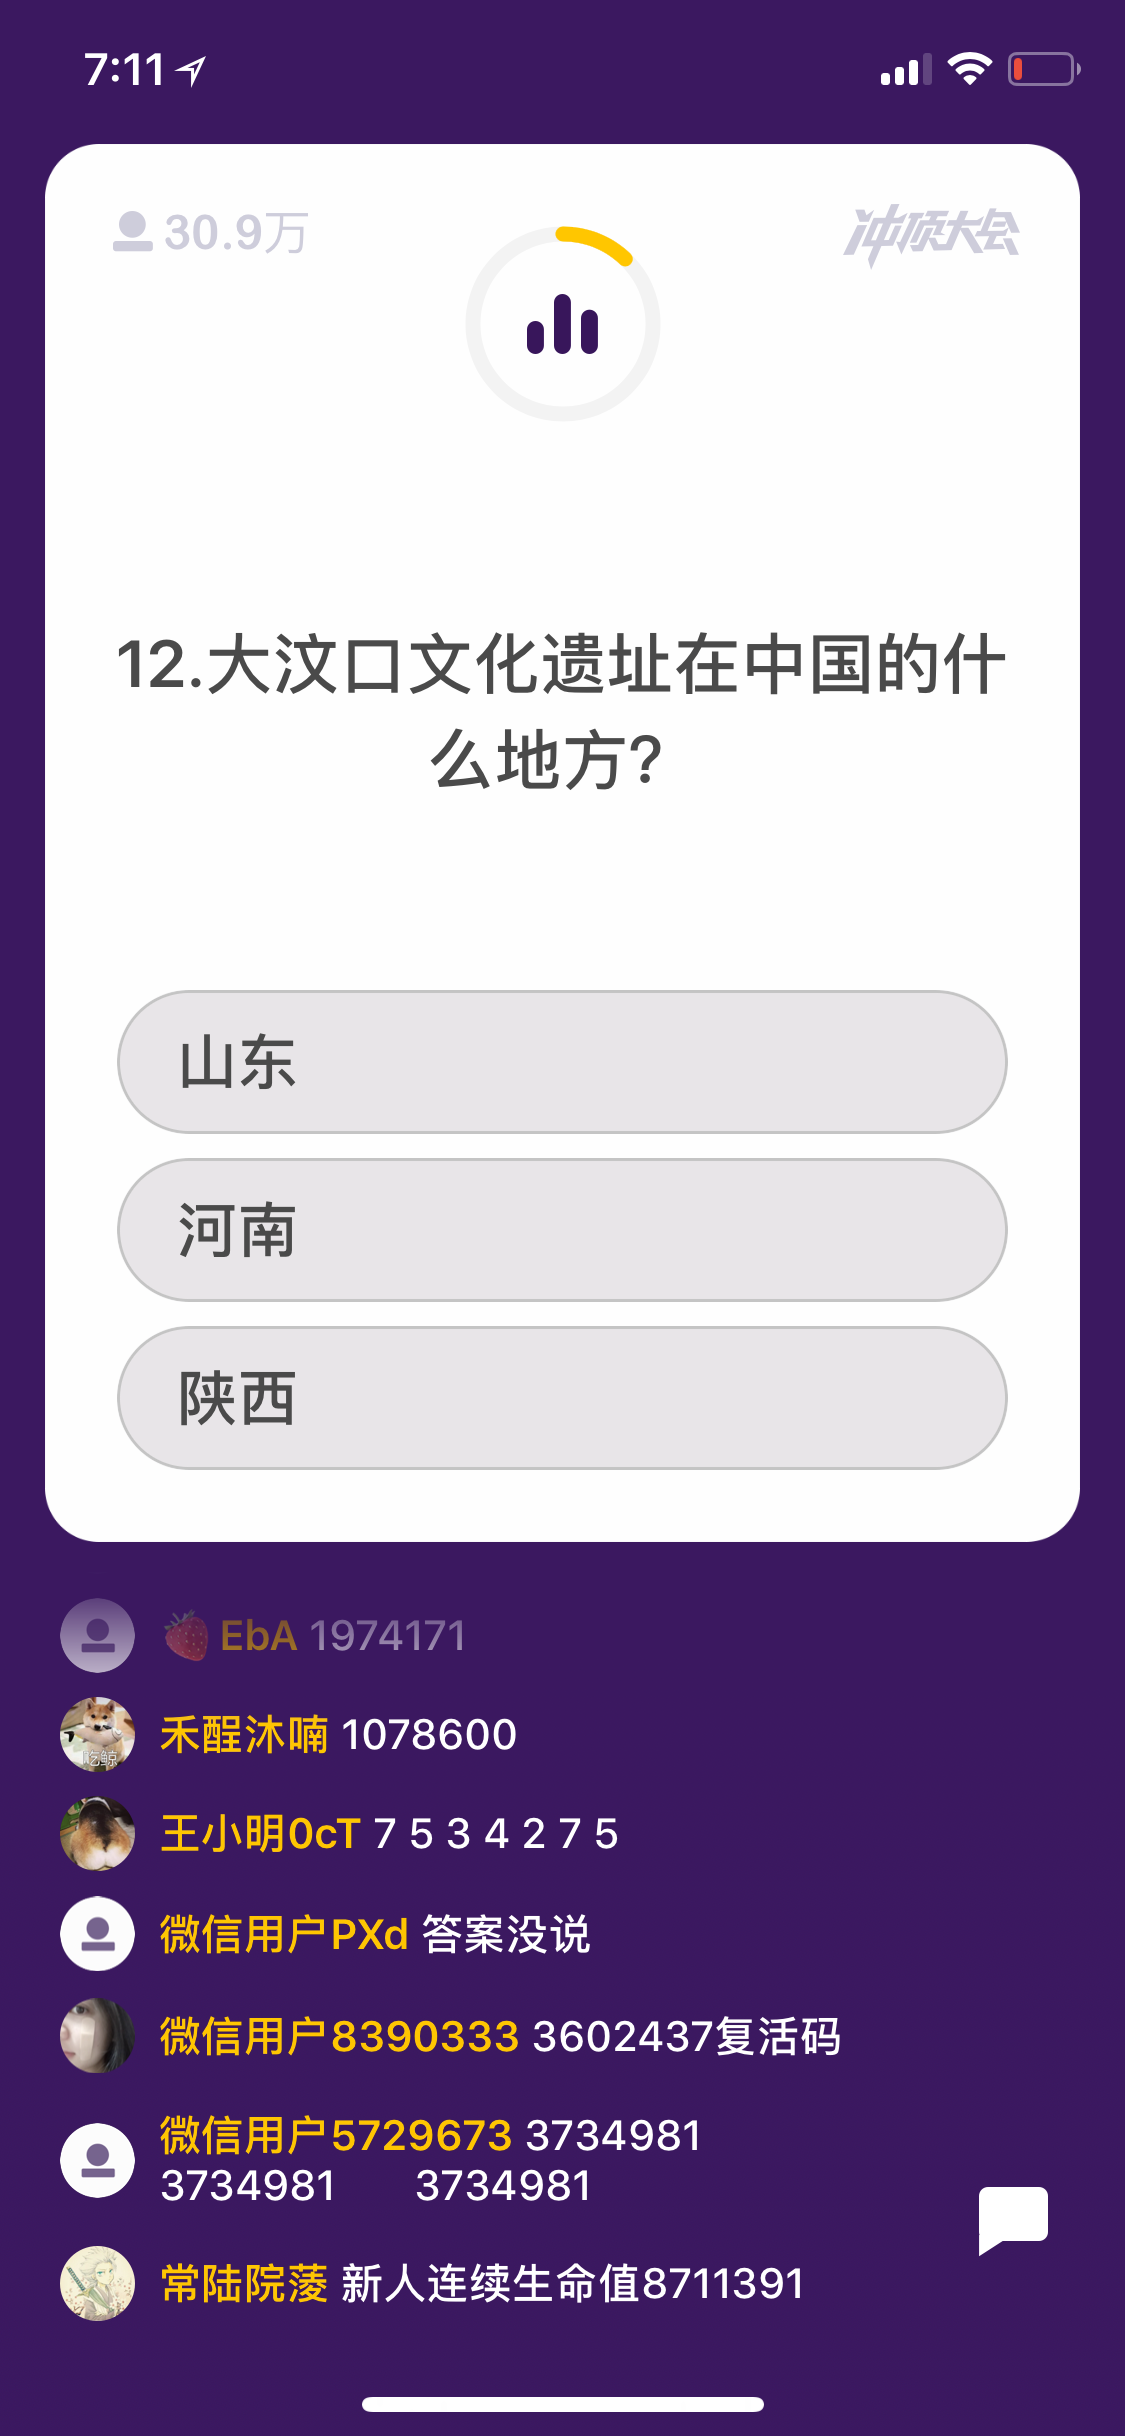 7:11
30.9万
冲顶大会
12.大汶口文化遗址在中国的什
么地方?
山东
河南
陕西
EbA 1974171
禾酲沐喃 1078600
吃鲸
王小明0cT 7 5 3 4 2 7 5
微信用户PXd 答案没说
微信用户8390333 3602437复活码
微信用户5729673 3734981
3734981 3734981
常陆院蓤 新人连续生命值8711391